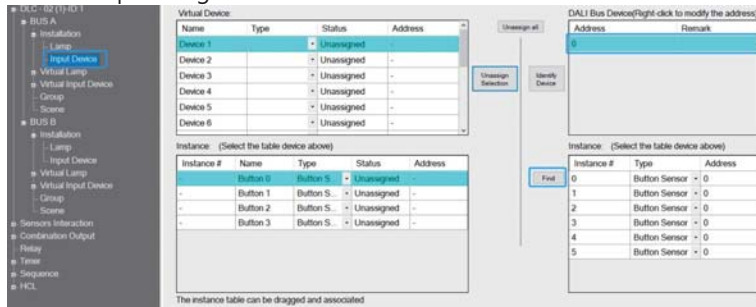 DLC - 02 (1)-ID 1
BUS A
Installation
Lamp
Input Device
Virtual Lamp
Virtual Input Device
Group
Scene
BUS B
Installation
Lamp
Input Device
Virtual Lamp
Virtual Input Device
Group
Scene
Sensors Interaction
Combination Output
Relay
Timer
Sequence
HCL
Virtual Device:
Name Type Status Address
Device 1 Unassigned -
Device 2 Unassigned -
Device 3 Unassigned -
Device 4 Unassigned -
Device 5 Unassigned -
Device 6 Unassigned -
Instance: (Select the table device above)
Instance # Name Type Status Address
- Button 0 Button S... Unassigned -
- Button 1 Button S... Unassigned -
- Button 2 Button S... Unassigned -
- Button 3 Button S... Unassigned -
The instance table can be dragged and associated
Unassign all
Unassign Selection
Identify Device
Find
DALI Bus Device(Right-click to modify the address)
Address Remark
0
Instance: (Select the table device above)
Instance # Type Address
0 Button Sensor 0
1 Button Sensor 0
2 Button Sensor 0
3 Button Sensor 0
4 Button Sensor 0
5 Button Sensor 0